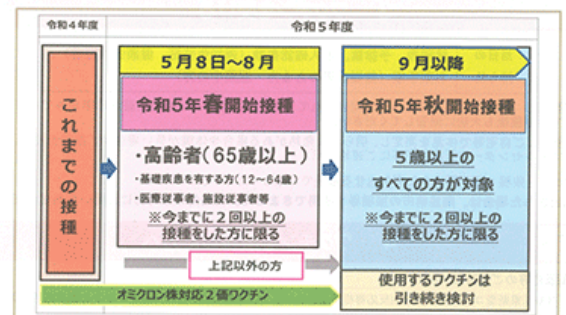 令和4年度
令和5年度
これまでの接種
5月8日～8月
令和5年春開始接種
・高齢者（65歳以上）
・基礎疾患を有する方（12～64歳）
・医療従事者、施設従事者等
※今までに2回以上の
接種をした方に限る
9月以降
令和5年秋開始接種
5歳以上の
すべての方が対象
※今までに2回以上の
接種をした方に限る
上記以外の方
オミクロン株対応2価ワクチン
使用するワクチンは
引き続き検討